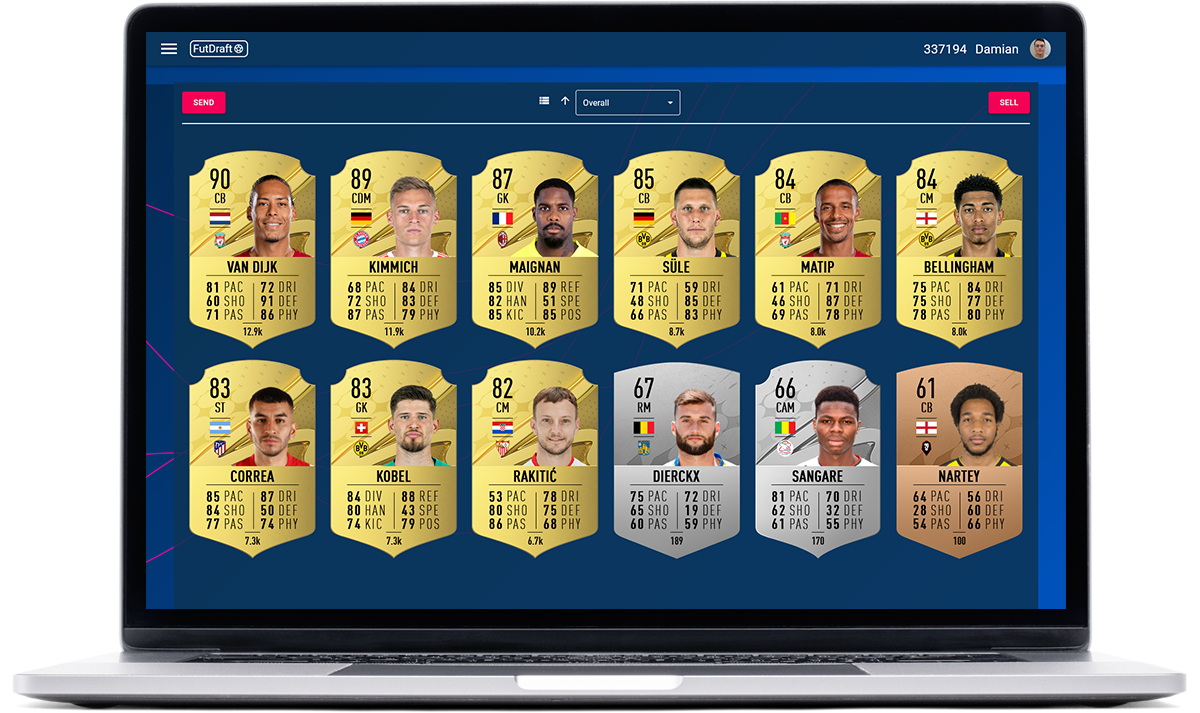 FutDraft
337194 Damian
SEND
Overall
SELL
90
CB
VAN DIJK
81 PAC 72 DRI
60 SHO 91 DEF
71 PAS 86 PHY
12.9k
89
CDM
KIMMICH
68 PAC 84 DRI
72 SHO 83 DEF
87 PAS 79 PHY
11.9k
87
GK
MAIGNAN
85 DIV 89 REF
82 HAN 51 SPE
85 KIC 85 POS
10.2k
85
CB
SÜLE
71 PAC 59 DRI
48 SHO 85 DEF
66 PAS 83 PHY
8.7k
84
CB
MATIP
61 PAC 71 DRI
46 SHO 87 DEF
69 PAS 78 PHY
8.0k
84
CM
BELLINGHAM
75 PAC 84 DRI
75 SHO 77 DEF
78 PAS 80 PHY
8.0k
83
ST
CORREA
85 PAC 87 DRI
84 SHO 50 DEF
77 PAS 74 PHY
7.3k
83
GK
KOBEL
84 DIV 88 REF
80 HAN 43 SPE
74 KIC 79 POS
7.3k
82
CM
RAKITIĆ
53 PAC 78 DRI
80 SHO 75 DEF
86 PAS 68 PHY
6.7k
67
RM
DIERCKX
75 PAC 72 DRI
65 SHO 19 DEF
60 PAS 59 PHY
189
66
CAM
SANGARE
81 PAC 70 DRI
62 SHO 32 DEF
61 PAS 55 PHY
170
61
CB
NARTEY
64 PAC 56 DRI
28 SHO 60 DEF
54 PAS 66 PHY
100